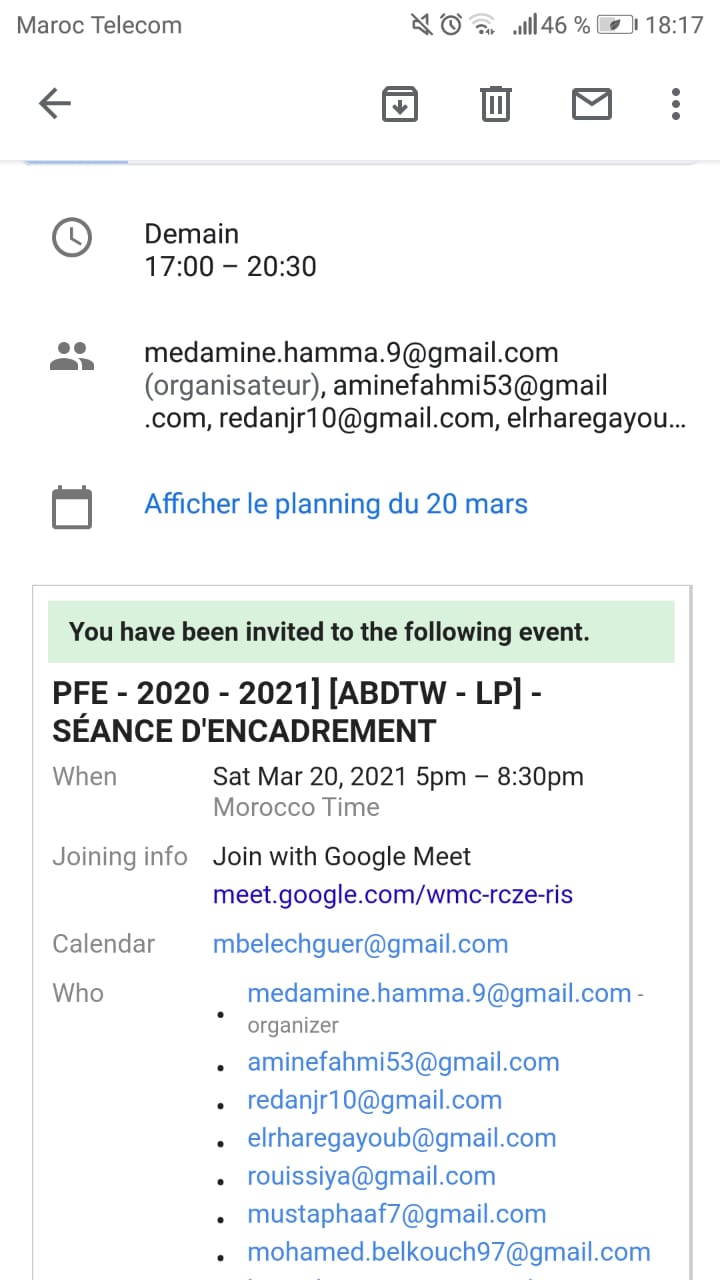 Maroc Telecom
46 %
18:17
Demain
17:00 – 20:30
medamine.hamma.9@gmail.com
(organisateur), aminefahmi53@gmail
.com, redanjr10@gmail.com, elrharegayou...
Afficher le planning du 20 mars
You have been invited to the following event.
PFE - 2020 - 2021] [ABDTW - LP] -
SÉANCE D'ENCADREMENT
When Sat Mar 20, 2021 5pm – 8:30pm
Morocco Time
Joining info Join with Google Meet
meet.google.com/wmc-rcze-ris
Calendar mbelechguer@gmail.com
Who medamine.hamma.9@gmail.com -
organizer
• aminefahmi53@gmail.com
• redanjr10@gmail.com
• elrharegayoub@gmail.com
• rouissiya@gmail.com
• mustaphaaf7@gmail.com
• mohamed.belkouch97@gmail.com